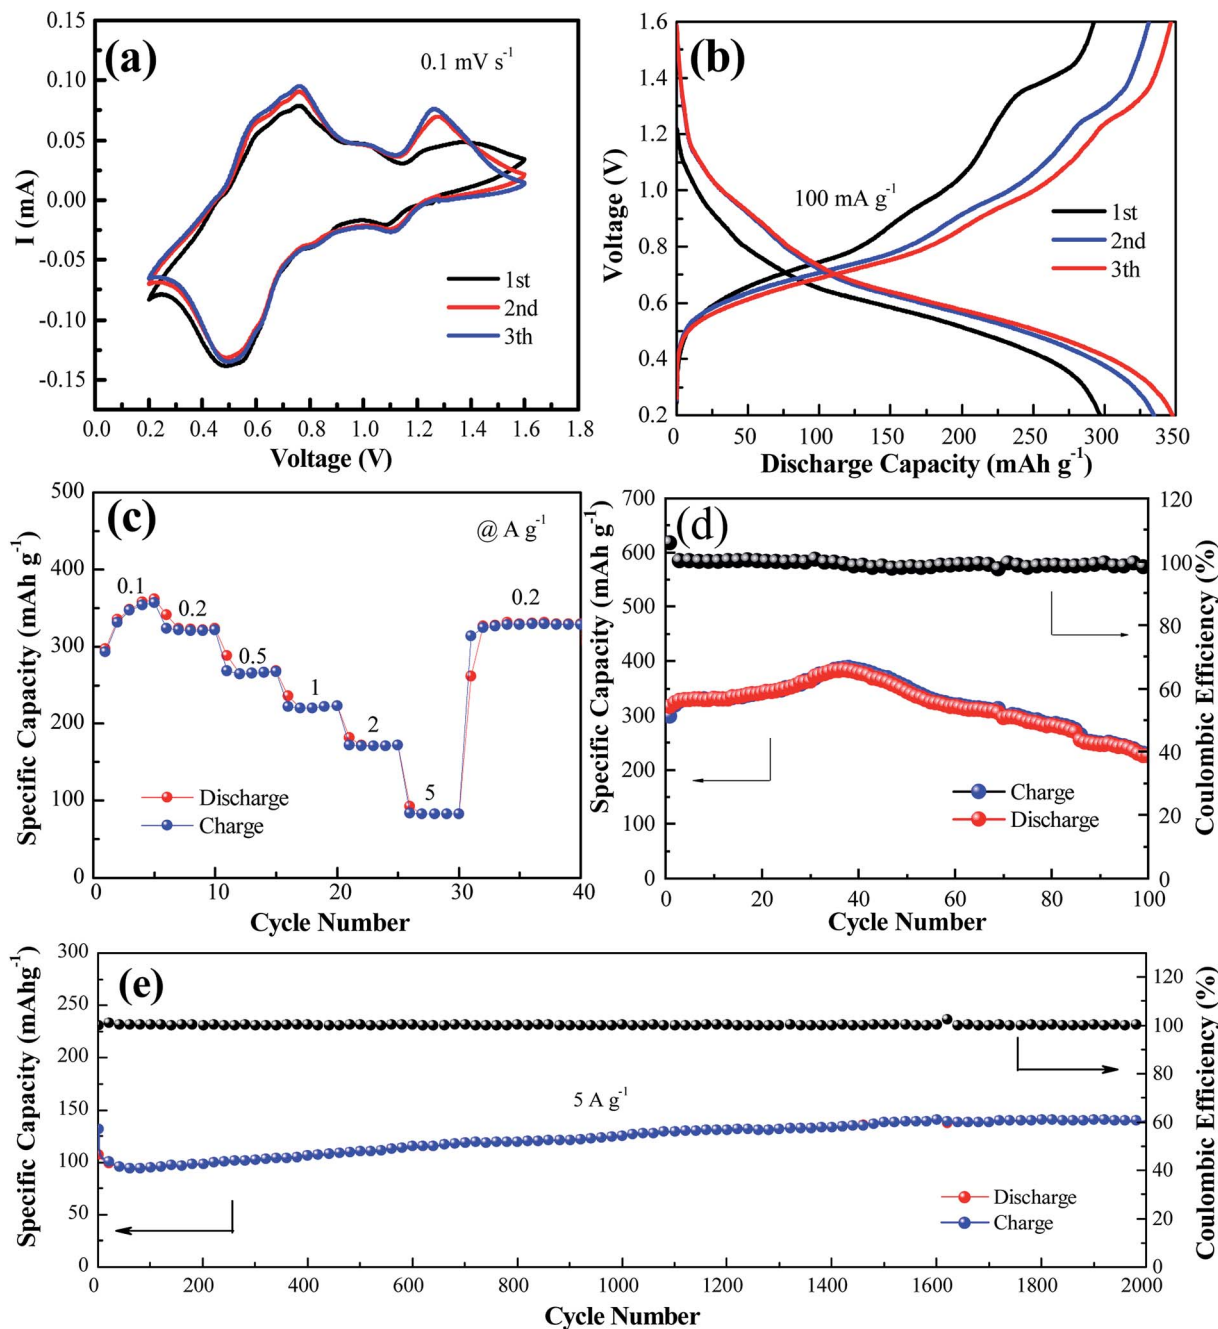 (a)
0.1 mV s-1
I (mA)
0.15
0.10
0.05
0.00
-0.05
-0.10
-0.15
1st
2nd
3th
0.0 0.2 0.4 0.6 0.8 1.0 1.2 1.4 1.6 1.8
Voltage (V)
(b)
100 mA g-1
Voltage (V)
1.6
1.4
1.2
1.0
0.8
0.6
0.4
0.2
1st
2nd
3th
0 50 100 150 200 250 300 350
Discharge Capacity (mAh g-1)
(c)
@ A g-1
Specific Capacity (mAh g-1)
500
400
300
200
100
0
0.1
0.2
0.5
1
2
5
0.2
Discharge
Charge
0 10 20 30 40
Cycle Number
(d)
Specific Capacity (mAh g-1)
700
600
500
400
300
200
100
0
Charge
Discharge
120
100
80
60
40
20
0
Coulombic Efficiency (%)
0 20 40 60 80 100
Cycle Number
(e)
Specific Capacity (mAhg-1)
300
250
200
150
100
50
0
5 A g-1
Discharge
Charge
120
100
80
60
40
20
0
Coulombic Efficiency (%)
0 200 400 600 800 1000 1200 1400 1600 1800 2000
Cycle Number